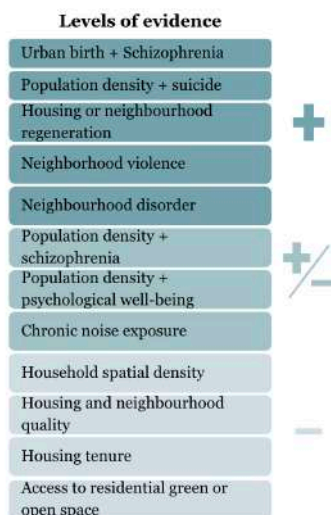 Levels of evidence
Urban birth + Schizophrenia
Population density + suicide
Housing or neighbourhood
regeneration
Neighborhood violence
Neighbourhood disorder
Population density +
schizophrenia
Population density +
psychological well-being
Chronic noise exposure
Household spatial density
Housing and neighbourhood
quality
Housing tenure
Access to residential green or
open space
+
+/−
−